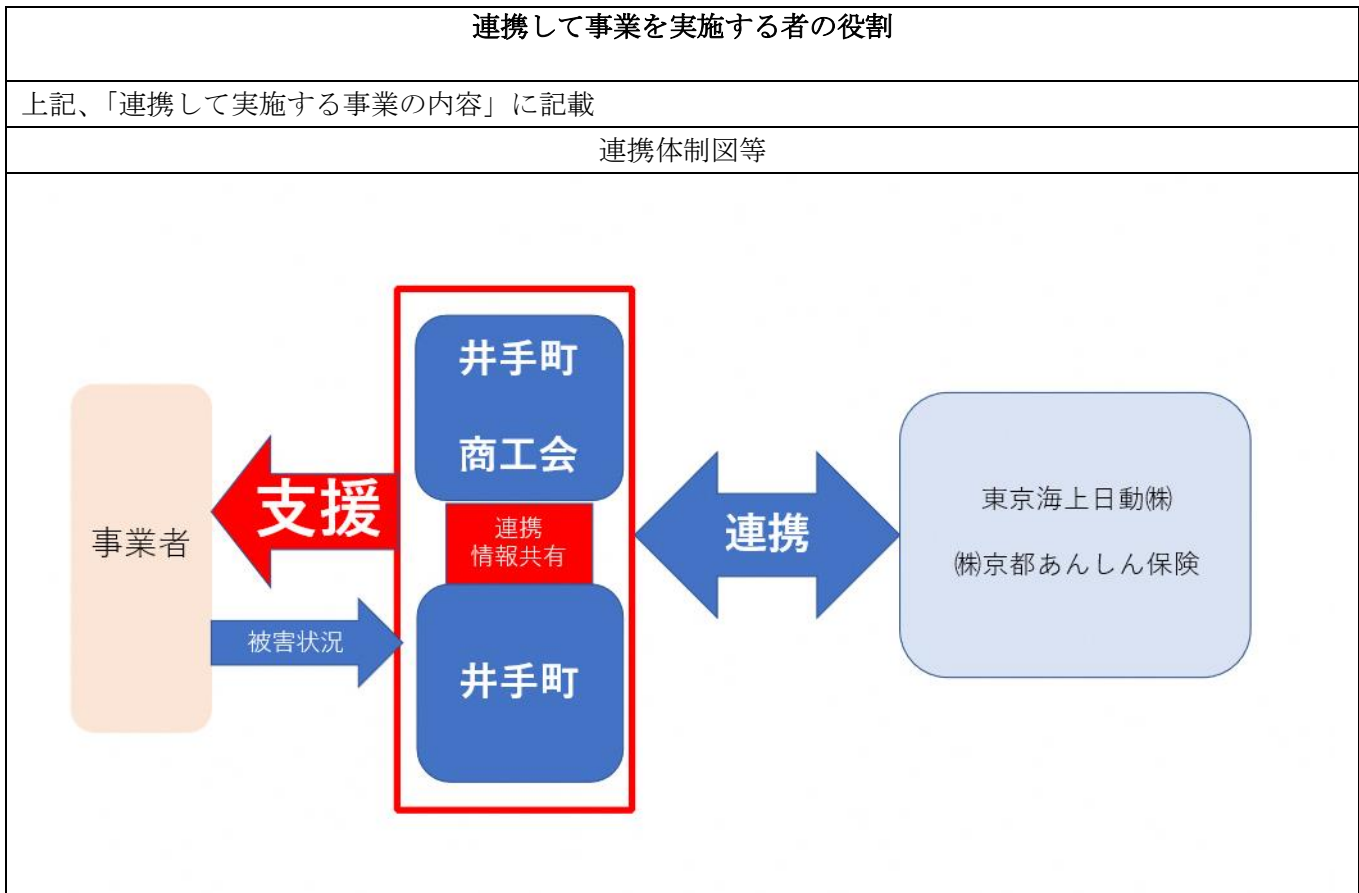 連携して事業を実施する者の役割
上記、「連携して実施する事業の内容」に記載
連携体制図等
事業者
支援
被害状況
井手町
商工会
連携
情報共有
井手町
連携
東京海上日動㈱
㈱京都あんしん保険